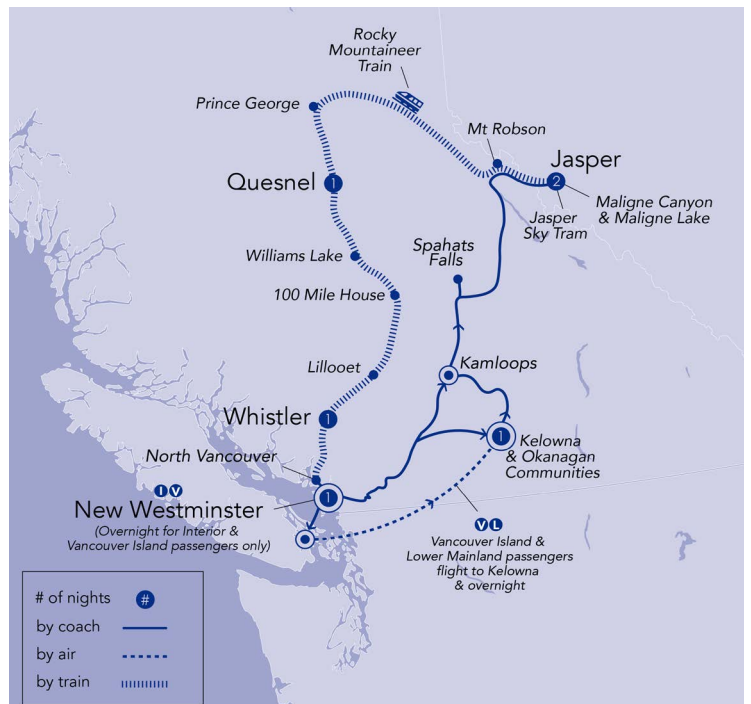 Rocky
Mountaineer
Train
Prince George
Mt Robson
Jasper
2
Quesnel
1
Maligne Canyon
& Maligne Lake
Jasper
Sky Tram
Spahats
Falls
Williams Lake
100 Mile House
Lillooet
Kamloops
Whistler
1
1
Kelowna
& Okanagan
Communities
North Vancouver
I V
New Westminster
1
(Overnight for Interior &
Vancouver Island passengers only)
V L
Vancouver Island &
Lower Mainland passengers
flight to Kelowna
& overnight
# of nights #
by coach
by air
by train